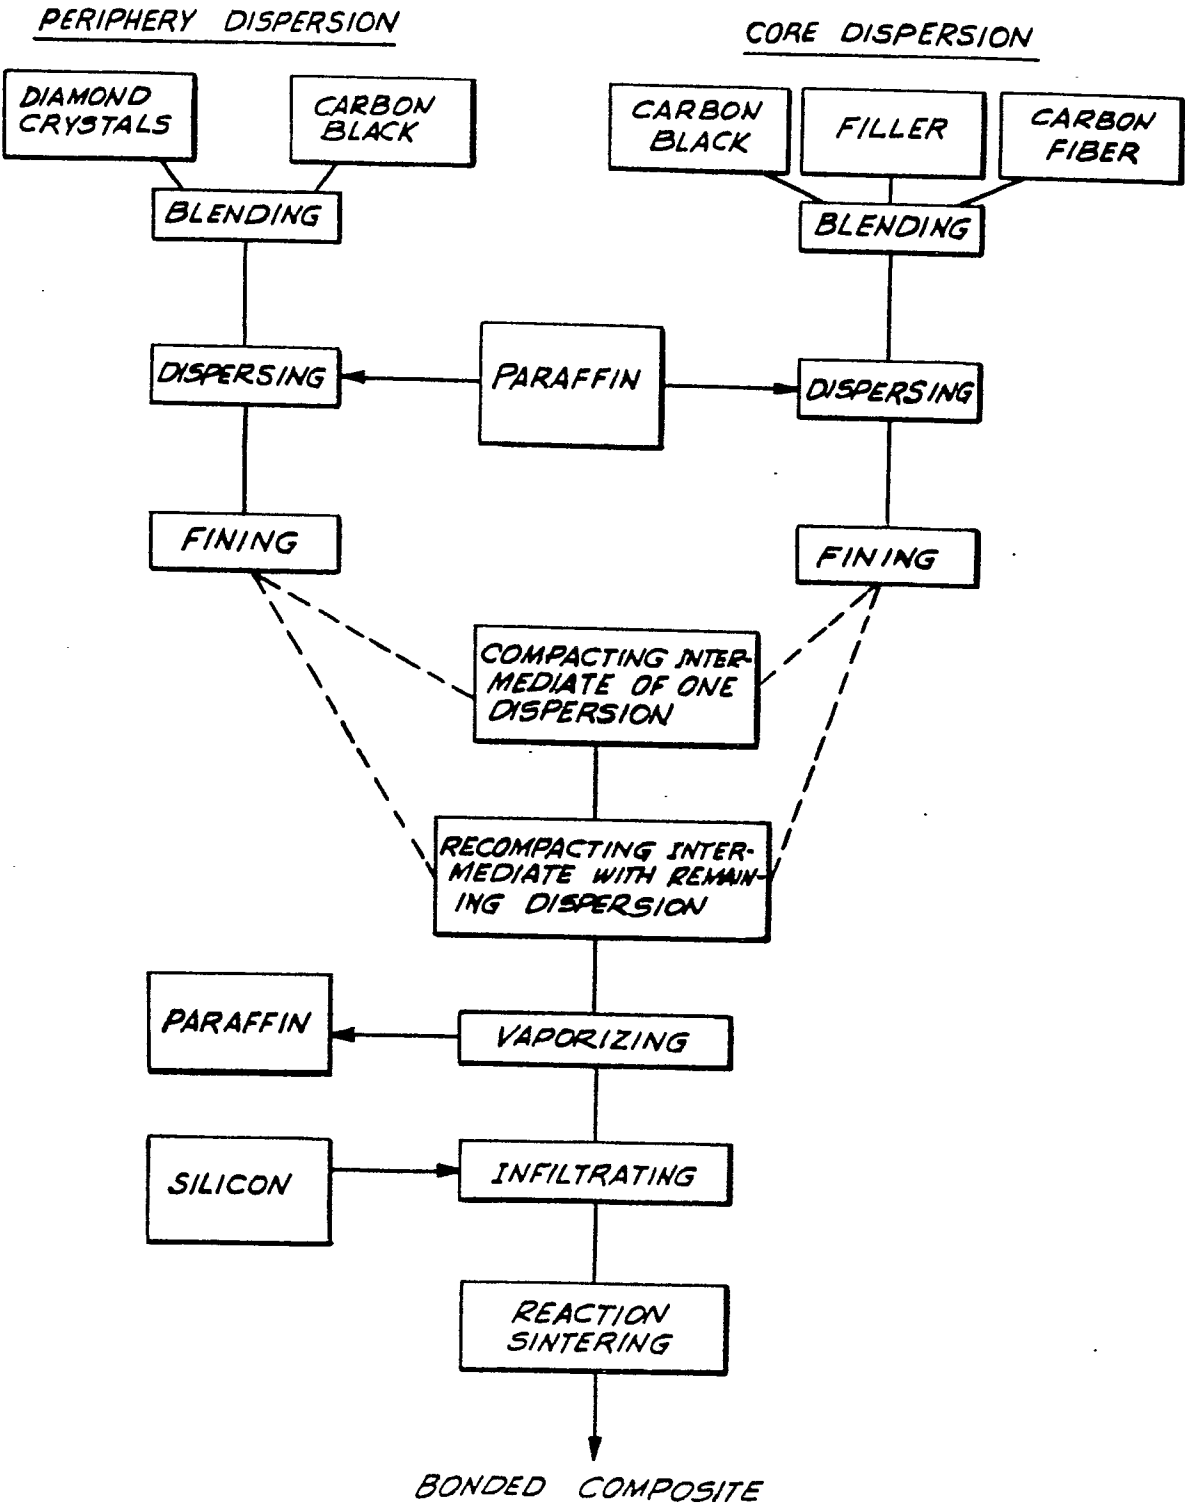 PERIPHERY DISPERSION
CORE DISPERSION
DIAMOND
CRYSTALS
CARBON
BLACK
CARBON
BLACK
FILLER
CARBON
FIBER
BLENDING
BLENDING
DISPERSING
PARAFFIN
DISPERSING
FINING
FINING
COMPACTING INTER-
MEDIATE OF ONE
DISPERSION
RECOMPACTING INTER-
MEDIATE WITH REMAIN-
ING DISPERSION
PARAFFIN
VAPORIZING
SILICON
INFILTRATING
REACTION
SINTERING
BONDED COMPOSITE